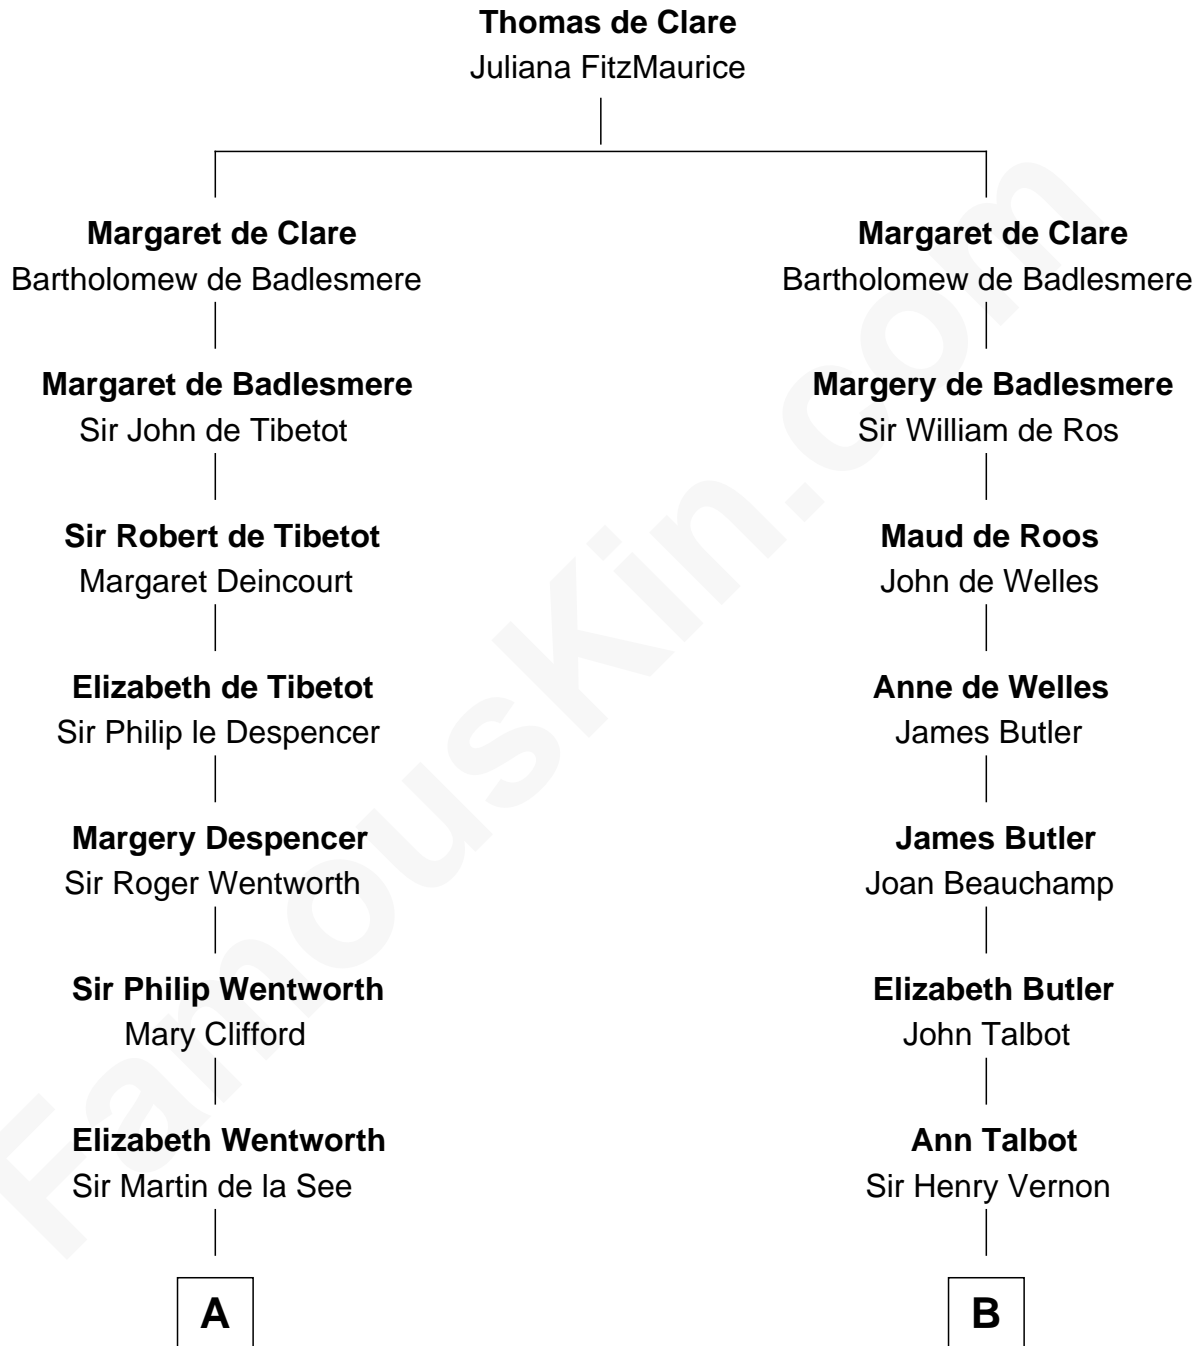 Thomas de Clare
Juliana FitzMaurice
Margaret de Clare
Bartholomew de Badlesmere
Margaret de Clare
Bartholomew de Badlesmere
Margaret de Badlesmere
Sir John de Tibetot
Margery de Badlesmere
Sir William de Ros
Sir Robert de Tibetot
Margaret Deincourt
Maud de Roos
John de Welles
Elizabeth de Tibetot
Sir Philip le Despencer
Anne de Welles
James Butler
Margery Despencer
Sir Roger Wentworth
James Butler
Joan Beauchamp
Sir Philip Wentworth
Mary Clifford
Elizabeth Butler
John Talbot
Elizabeth Wentworth
Sir Martin de la See
Ann Talbot
Sir Henry Vernon
A
B
FamousKin.com